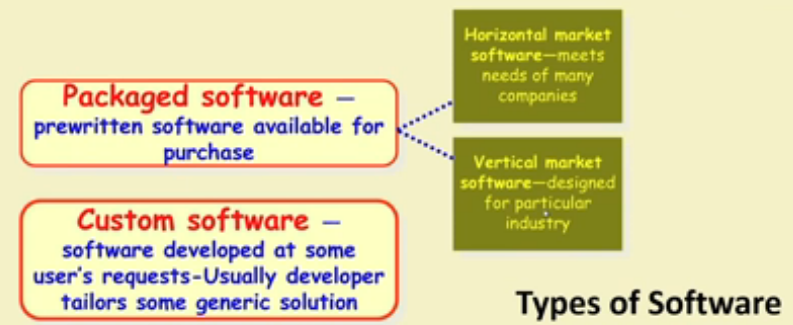 Packaged software –
prewritten software available for
purchase
Horizontal market
software—meets
needs of many
companies
Vertical market
software—designed
for particular
industry
Custom software –
software developed at some
user's requests-Usually developer
tailors some generic solution
Types of Software